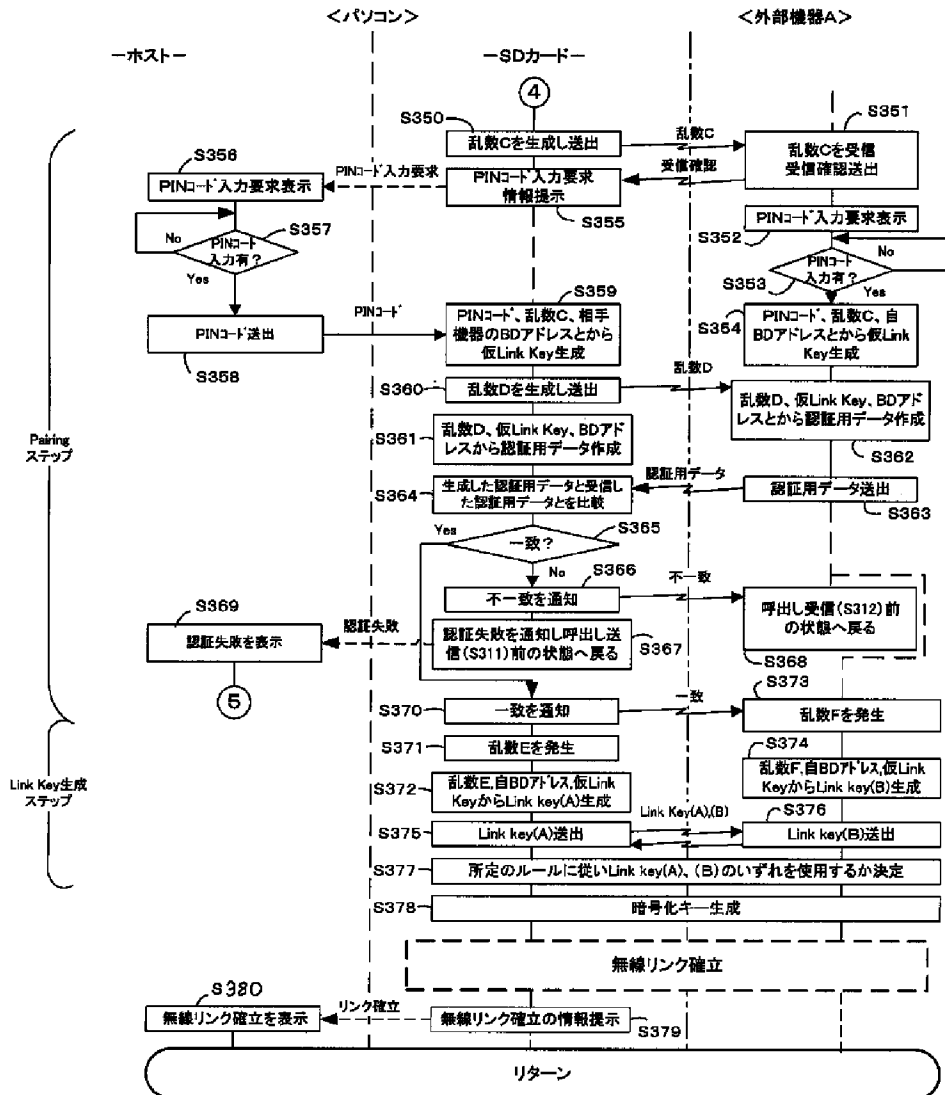 <パソコン>
<外部機器A>
−ホスト−
−SDカード−
④
S350
乱数Cを生成し送出
乱数C
S351
乱数Cを受信
受信確認送出
受信確認
S356
PINコード入力要求表示
PINコード入力要求
PINコード入力要求
情報提示
S355
PINコード入力要求表示
S352
S357
No
PINコード
入力有?
Yes
PINコード
入力有?
No
S353
Yes
PINコード送出
S358
PINコード
S359
PINコード、乱数C、相手
機器のBDアドレスとから
仮Link Key生成
S354
PINコード、乱数C、自
BDアドレスとから仮Link
Key生成
S360
乱数Dを生成し送出
乱数D
乱数D、仮Link Key、BDアド
レスとから認証用データ作成
S362
Pairing
ステップ
S361
乱数D、仮Link Key、BDアド
レスから認証用データ作成
S364
生成した認証用データと受信し
た認証用データとを比較
認証用データ
認証用データ送出
S363
Yes
一致?
S365
No
S366
不一致を通知
不一致
呼出し受信(S312)前
の状態へ戻る
S368
S369
認証失敗を表示
認証失敗
認証失敗を通知し呼出し送
信(S311)前の状態へ戻る
S367
⑤
S370
一致を通知
一致
S373
乱数Fを発生
S371
乱数Eを発生
Link Key生成
ステップ
S372
乱数E,自BDアドレス,仮Link
KeyからLink key(A)生成
S374
乱数F,自BDアドレス,仮Link
KeyからLink key(B)生成
S375
Link key(A)送出
Link Key(A),(B)
S376
Link key(B)送出
S377
所定のルールに従いLink key(A)、(B)のいずれを使用するか決定
S378
暗号化キー生成
無線リンク確立
S380
無線リンク確立を表示
リンク確立
無線リンク確立の情報提示
S379
リターン